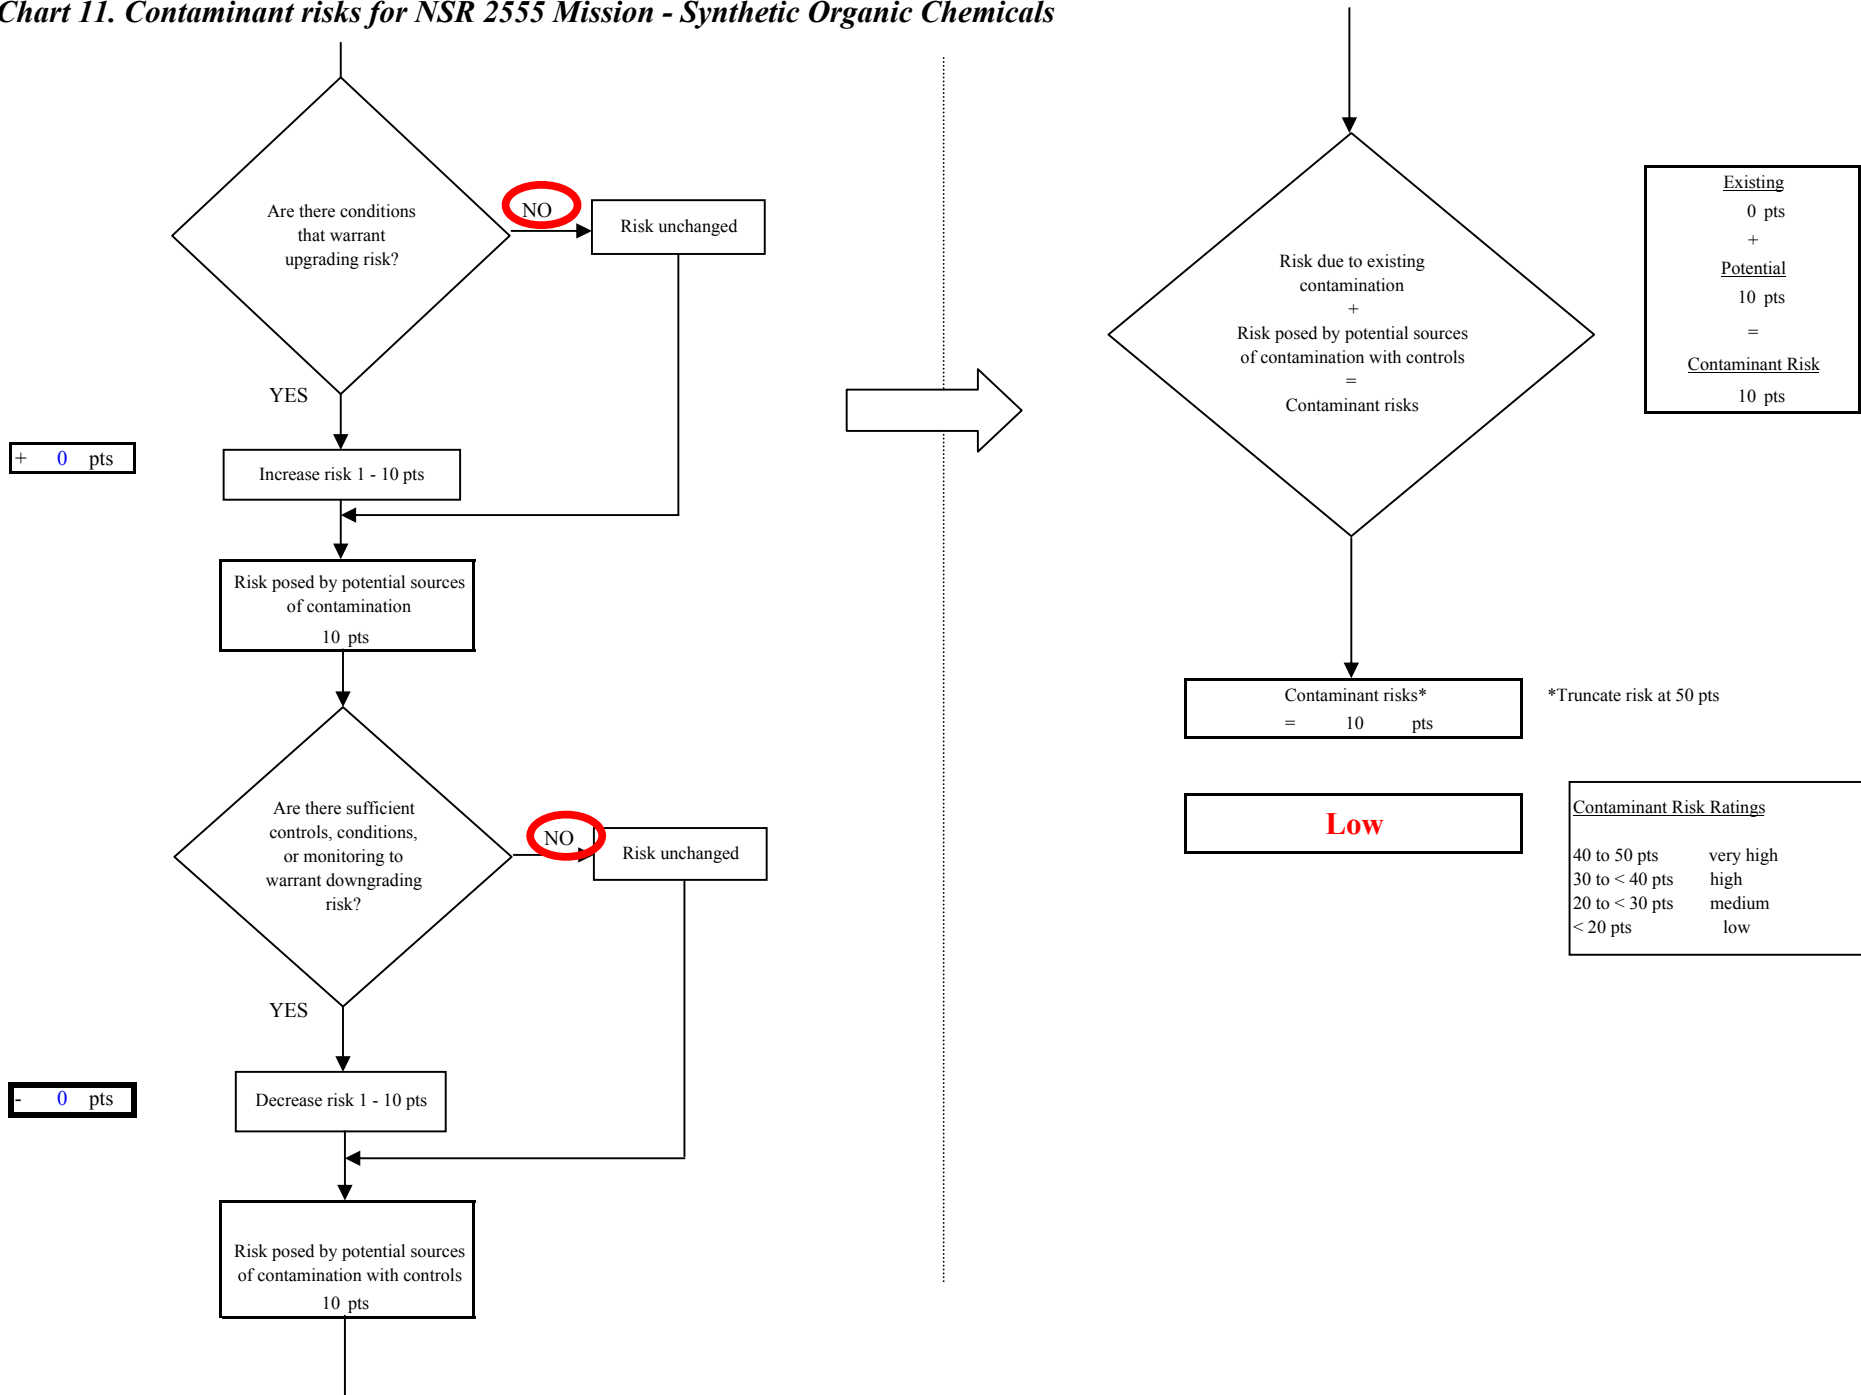 Chart 11. Contaminant risks for NSR 2555 Mission - Synthetic Organic Chemicals
Are there conditions
that warrant
upgrading risk?
NO
Risk unchanged
YES
+ 0 pts
Increase risk 1 - 10 pts
Risk posed by potential sources
of contamination
10 pts
Are there sufficient
controls, conditions,
or monitoring to
warrant downgrading
risk?
NO
Risk unchanged
YES
- 0 pts
Decrease risk 1 - 10 pts
Risk posed by potential sources
of contamination with controls
10 pts
Risk due to existing
contamination
+
Risk posed by potential sources
of contamination with controls
=
Contaminant risks
Existing
0 pts
+
Potential
10 pts
=
Contaminant Risk
10 pts
Contaminant risks*
= 10 pts
*Truncate risk at 50 pts
Low
Contaminant Risk Ratings
40 to 50 pts very high
30 to < 40 pts high
20 to < 30 pts medium
< 20 pts low